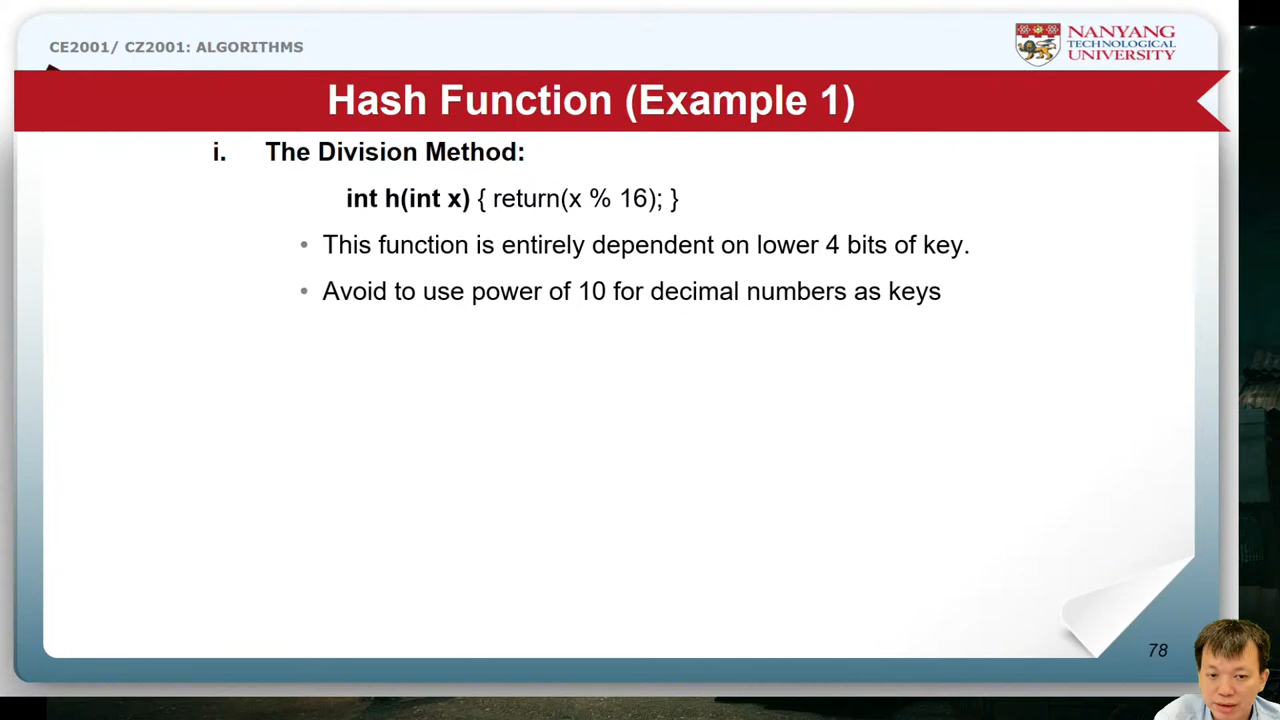 CE2001/ CZ2001: ALGORITHMS
NANYANG
TECHNOLOGICAL
UNIVERSITY
Hash Function (Example 1)
i. The Division Method:
int h(int x) { return(x % 16); }
• This function is entirely dependent on lower 4 bits of key.
• Avoid to use power of 10 for decimal numbers as keys
78